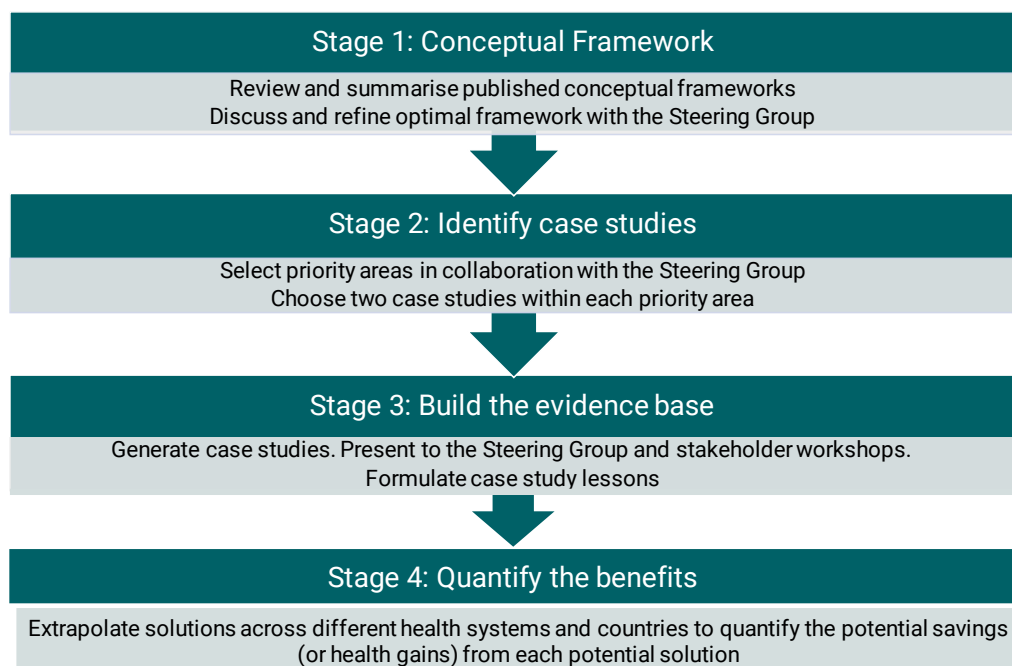 Stage 1: Conceptual Framework
Review and summarise published conceptual frameworks
Discuss and refine optimal framework with the Steering Group
Stage 2: Identify case studies
Select priority areas in collaboration with the Steering Group
Choose two case studies within each priority area
Stage 3: Build the evidence base
Generate case studies. Present to the Steering Group and stakeholder workshops.
Formulate case study lessons
Stage 4: Quantify the benefits
Extrapolate solutions across different health systems and countries to quantify the potential savings
(or health gains) from each potential solution